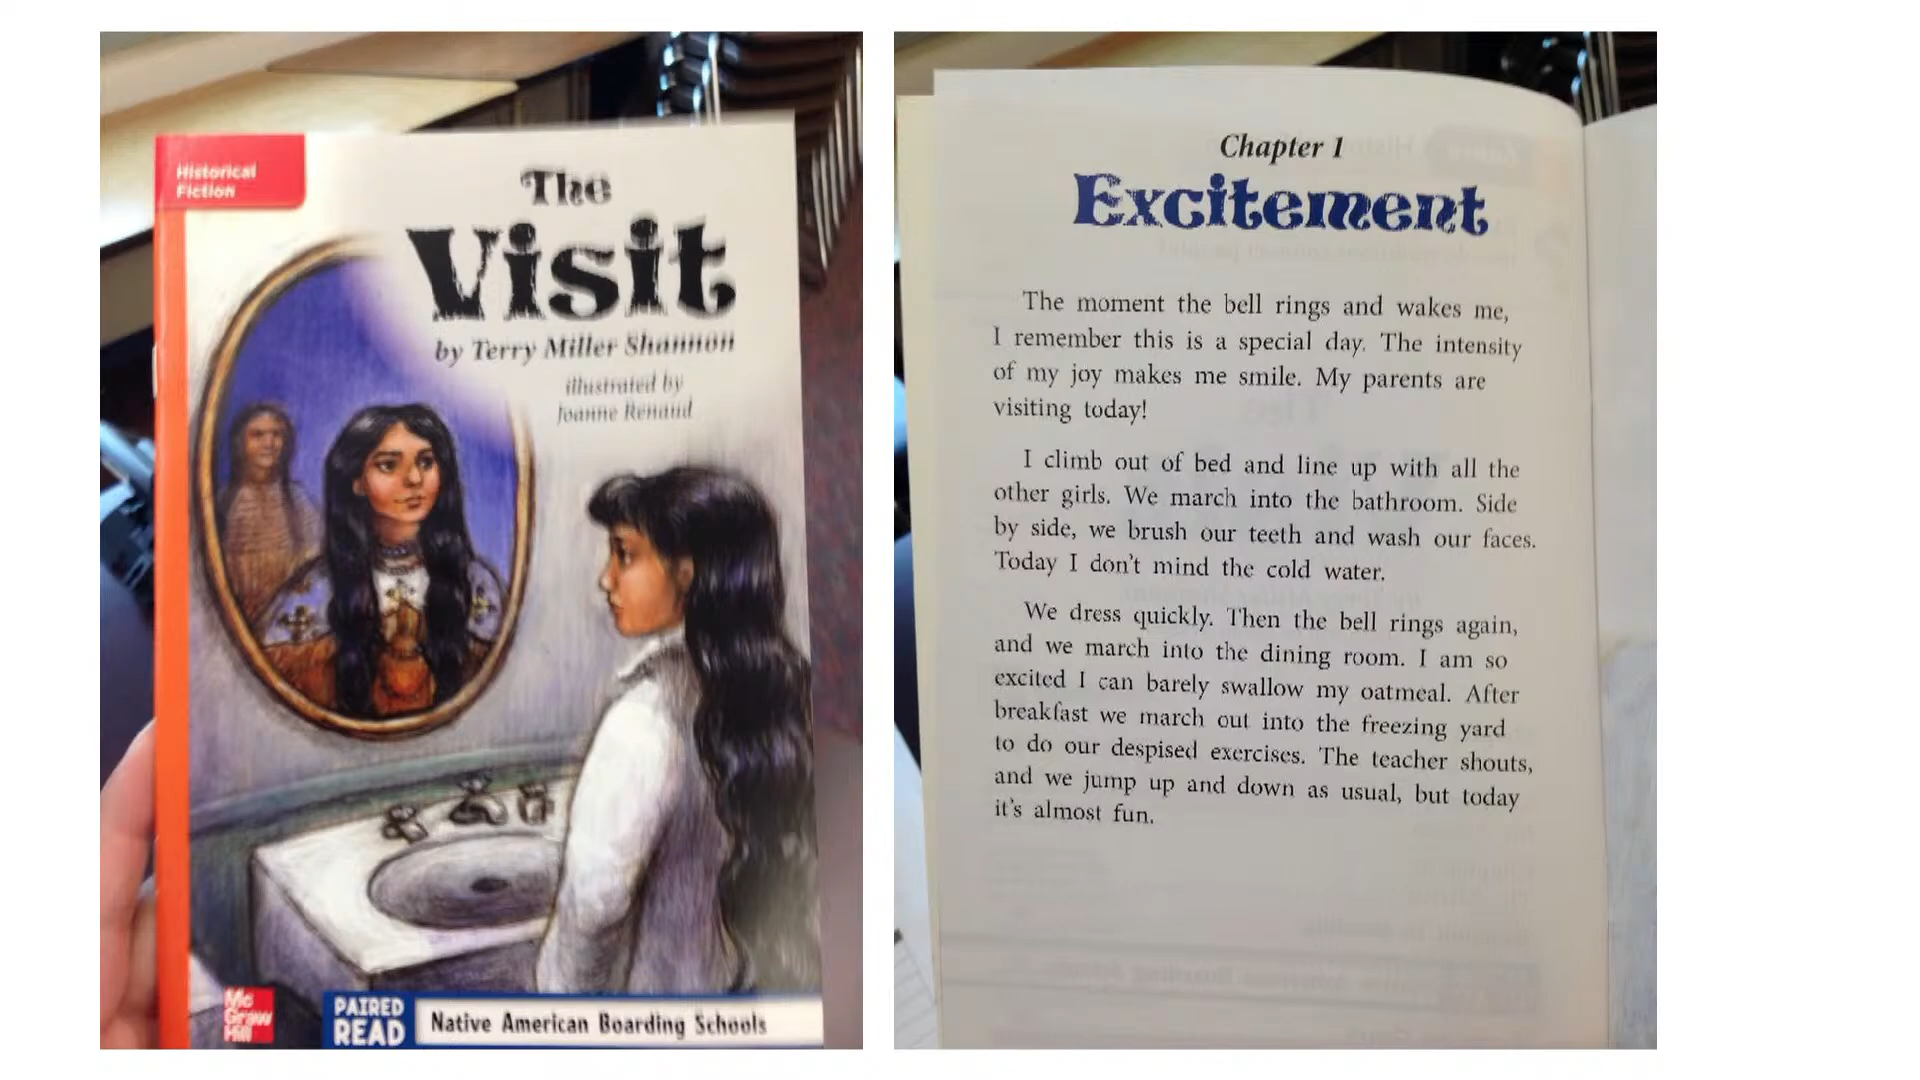 Historical
Fiction
The
Visit
by Terry Miller Shannon
illustrated by
Joanne Renaud
Mc
Graw
Hill
PAIRED
READ
Native American Boarding Schools
Chapter 1
Excitement
The moment the bell rings and wakes me,
I remember this is a special day. The intensity
of my joy makes me smile. My parents are
visiting today!
I climb out of bed and line up with all the
other girls. We march into the bathroom. Side
by side, we brush our teeth and wash our faces.
Today I don't mind the cold water.
We dress quickly. Then the bell rings again,
and we march into the dining room. I am so
excited I can barely swallow my oatmeal. After
breakfast we march out into the freezing yard
to do our despised exercises. The teacher shouts,
and we jump up and down as usual, but today
it's almost fun.